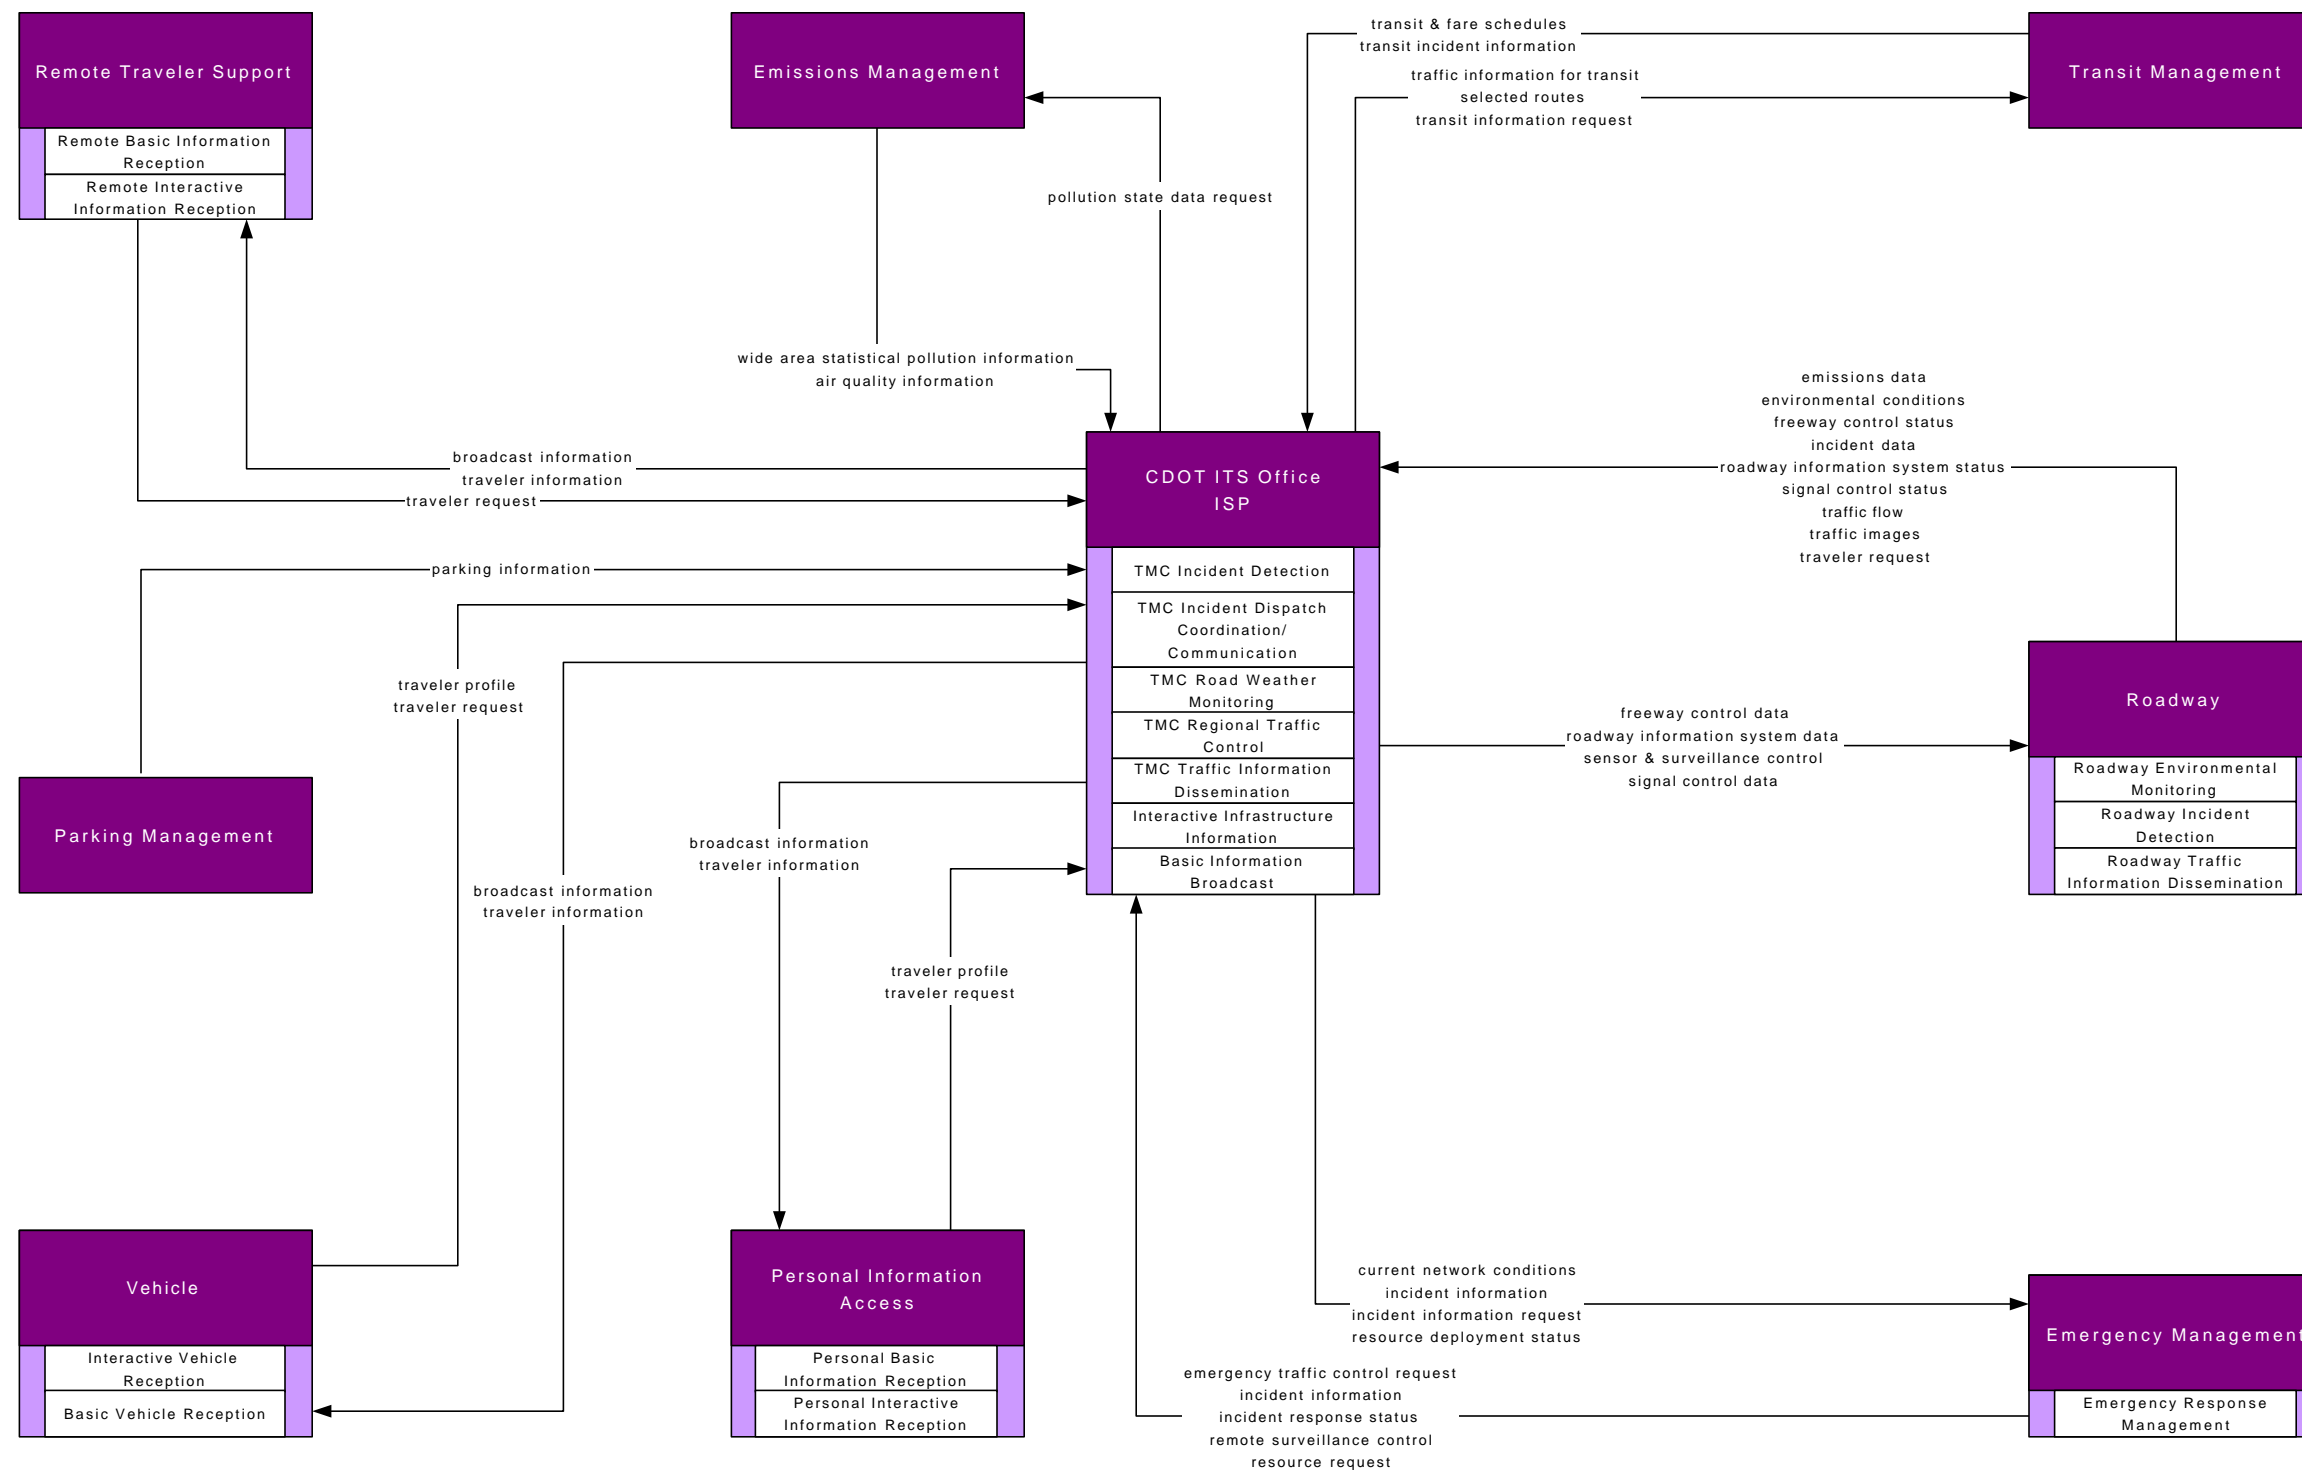 transit & fare schedules
transit incident information
Remote Traveler Support
Emissions Management
Transit Management
traffic information for transit
selected routes
transit information request
Remote Basic Information
Reception
Remote Interactive
Information Reception
pollution state data request
wide area statistical pollution information
air quality information
emissions data
environmental conditions
freeway control status
incident data
roadway information system status
signal control status
traffic flow
traffic images
traveler request
broadcast information
traveler information
traveler request
CDOT ITS Office
ISP
parking information
TMC Incident Detection
TMC Incident Dispatch
Coordination/
Communication
TMC Road Weather
Monitoring
TMC Regional Traffic
Control
TMC Traffic Information
Dissemination
Interactive Infrastructure
Information
Basic Information
Broadcast
traveler profile
traveler request
freeway control data
roadway information system data
sensor & surveillance control
signal control data
Roadway
Roadway Environmental
Monitoring
Roadway Incident
Detection
Roadway Traffic
Information Dissemination
Parking Management
broadcast information
traveler information
broadcast information
traveler information
traveler profile
traveler request
Vehicle
Interactive Vehicle
Reception
Basic Vehicle Reception
Personal Information
Access
Personal Basic
Information Reception
Personal Interactive
Information Reception
current network conditions
incident information
incident information request
resource deployment status
emergency traffic control request
incident information
incident response status
remote surveillance control
resource request
Emergency Management
Emergency Response
Management